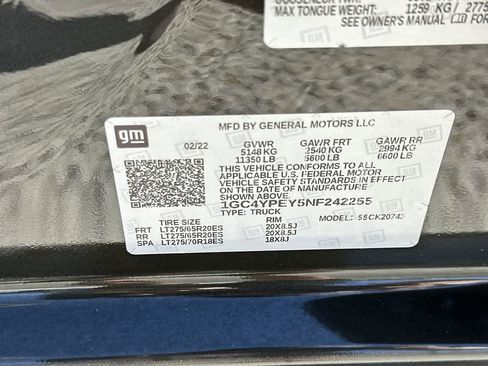 MAX TONGUE WEIGHT: 1259 KG / 2775
SEE OWNER'S MANUAL FOR
gm
MFD BY GENERAL MOTORS LLC
02/22 GVWR GAWR FRT GAWR RR
5148 KG 2540 KG 2994 KG
11350 LB 5600 LB 6600 LB
THIS VEHICLE CONFORMS TO ALL
APPLICABLE U.S. FEDERAL MOTOR
VEHICLE SAFETY STANDARDS IN
EFFECT ON THE DATE OF
MANUFACTURE SHOWN ABOVE.
1GC4YPEY5NF242255
TYPE: TRUCK MODEL: 55CK20743
TIRE SIZE RIM
FRT LT275/65R20ES 20X8.5J
RR LT275/65R20ES 20X8.5J
SPA LT275/70R18ES 18X8J